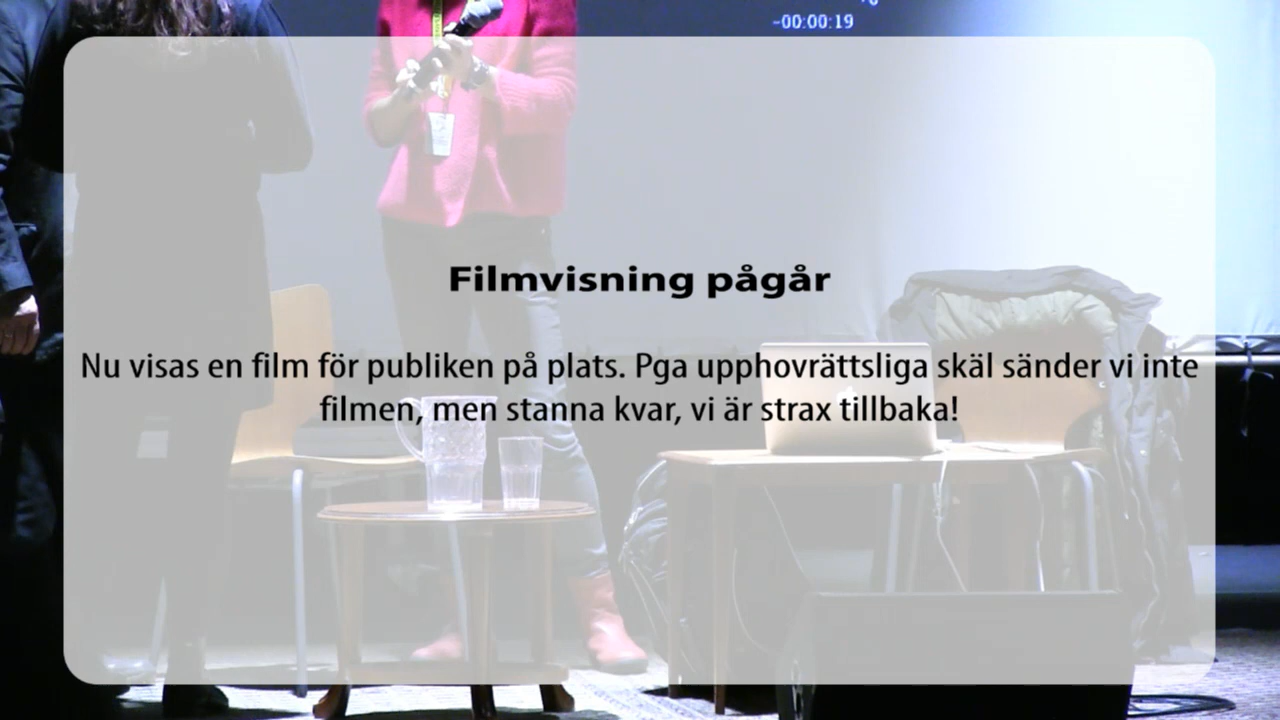 -00:00:19
Filmvisning pågår
Nu visas en film för publiken på plats. Pga upphovrättsliga skäl sänder vi inte
filmen, men stanna kvar, vi är strax tillbaka!